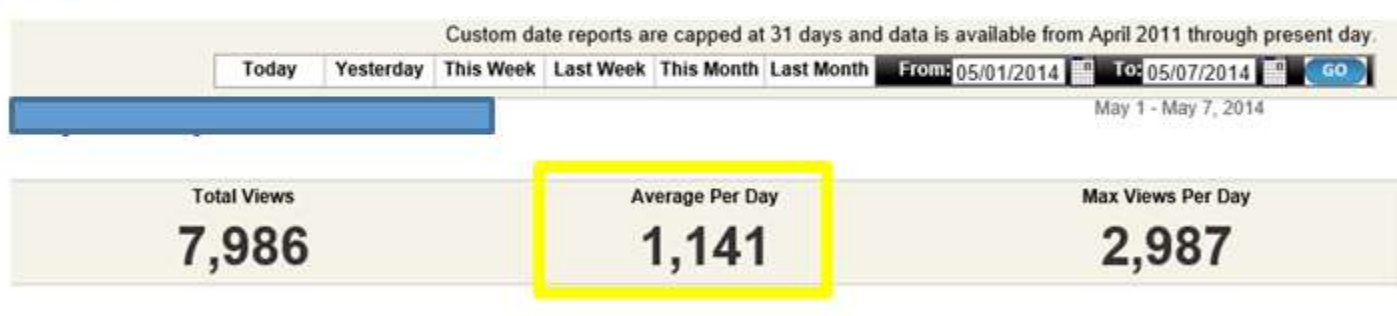 Custom date reports are capped at 31 days and data is available from April 2011 through present day.
Today Yesterday This Week Last Week This Month Last Month From: 05/01/2014 To: 05/07/2014 GO
May 1 - May 7, 2014
Total Views Average Per Day Max Views Per Day
7,986 1,141 2,987